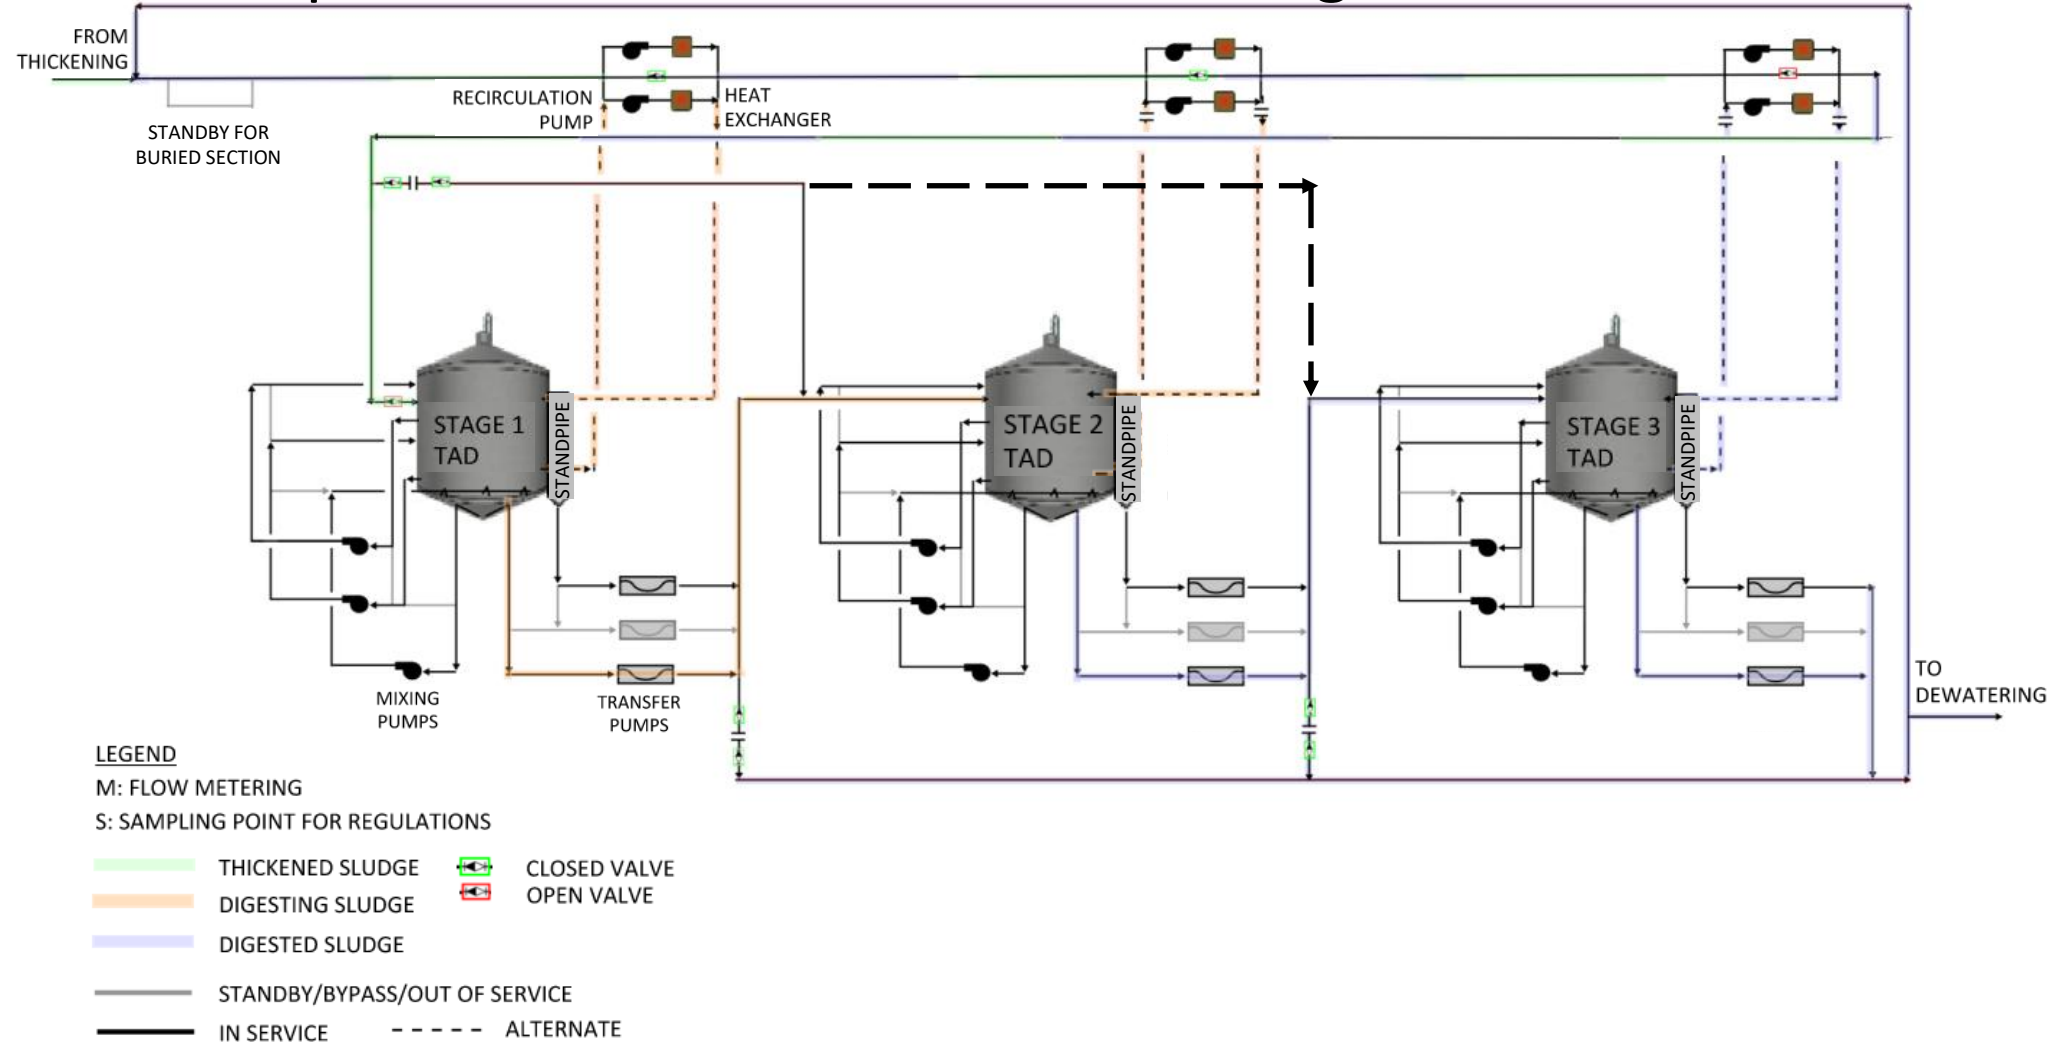 FROM
THICKENING
STANDBY FOR
BURIED SECTION
RECIRCULATION
PUMP
HEAT
EXCHANGER
STAGE 1
TAD
STANDPIPE
STAGE 2
TAD
STANDPIPE
STAGE 3
TAD
STANDPIPE
MIXING
PUMPS
TRANSFER
PUMPS
TO
DEWATERING
LEGEND
M: FLOW METERING
S: SAMPLING POINT FOR REGULATIONS
THICKENED SLUDGE
CLOSED VALVE
DIGESTING SLUDGE
OPEN VALVE
DIGESTED SLUDGE
STANDBY/BYPASS/OUT OF SERVICE
IN SERVICE
ALTERNATE